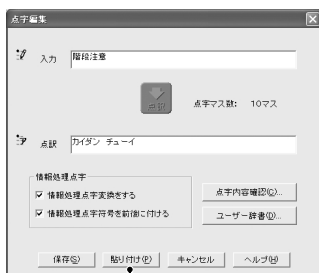 点字編集
入力 階段注意
点訳 点字マス数: 10マス
点訳 カイダン チューイ
情報処理点字
情報処理点字変換をする
情報処理点字符号を前後に付ける
点字内容確認(C)...
ユーザー辞書(D)...
保存(S) 貼り付け(P) キャンセル ヘルプ(H)